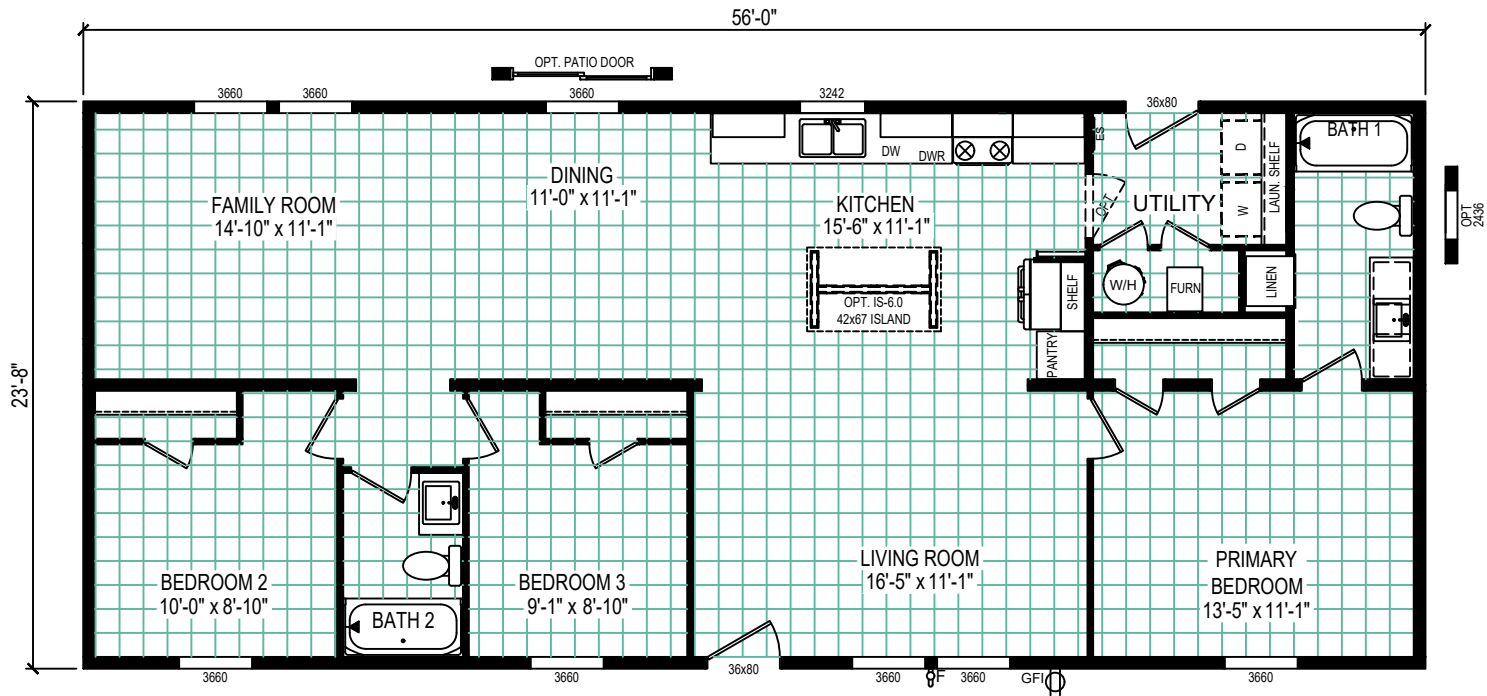 56'-0"
OPT. PATIO DOOR
3660
3660
3660
3242
36x80
23'-8"
FAMILY ROOM
14'-10" x 11'-1"
DINING
11'-0" x 11'-1"
DW
DWR
KITCHEN
15'-6" x 11'-1"
OPT. IS-6.0
42x67 ISLAND
SHELF
PANTRY
ES
OPT
UTILITY
D
W
LAUN. SHELF
W/H
FURN
LINEN
BATH 1
OPT
2436
BEDROOM 2
10'-0" x 8'-10"
BATH 2
BEDROOM 3
9'-1" x 8'-10"
LIVING ROOM
16'-5" x 11'-1"
PRIMARY
BEDROOM
13'-5" x 11'-1"
3660
3660
36x80
3660
F
3660
GFI
3660